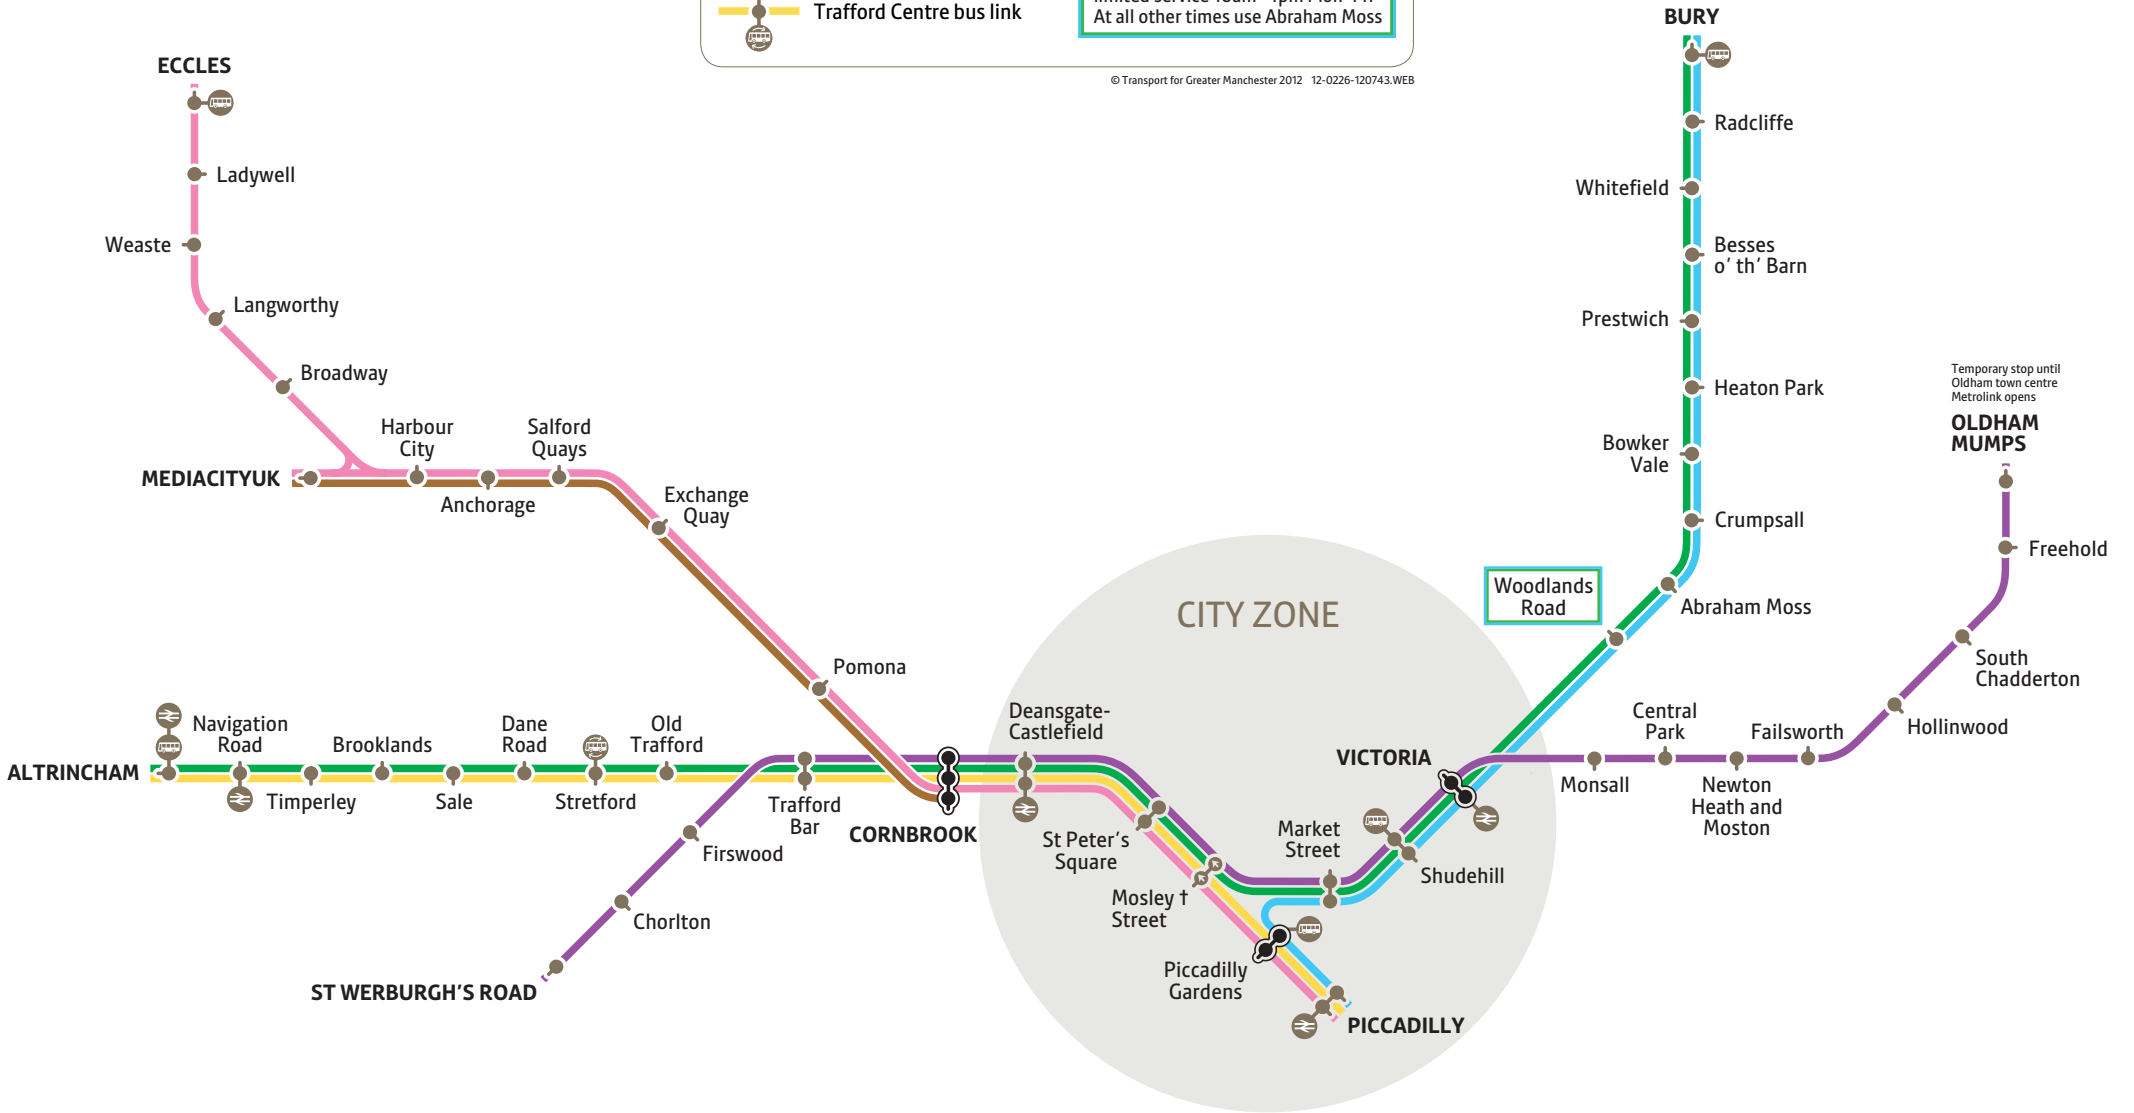 Trafford Centre bus link
At all other times use Abraham Moss
© Transport for Greater Manchester 2012 12-0226-120743.WEB
BURY
ECCLES
Radcliffe
Ladywell
Whitefield
Weaste
Besses
o' th' Barn
Langworthy
Prestwich
Broadway
Heaton Park
Temporary stop until
Oldham town centre
Metrolink opens
OLDHAM
MUMPS
Harbour
City
Salford
Quays
Bowker
Vale
MEDIACITYUK
Anchorage
Exchange
Quay
Crumpsall
Freehold
CITY ZONE
Woodlands
Road
Abraham Moss
Pomona
South
Chadderton
Navigation
Road
Brooklands
Dane
Road
Old
Trafford
Deansgate-
Castlefield
Central
Park
Failsworth
Hollinwood
VICTORIA
ALTRINCHAM
Timperley
Sale
Stretford
Trafford
Bar
CORNBROOK
Monsall
Newton
Heath and
Moston
St Peter's
Square
Market
Street
Firswood
Shudehill
Mosley †
Street
Chorlton
Piccadilly
Gardens
ST WERBURGH'S ROAD
PICCADILLY